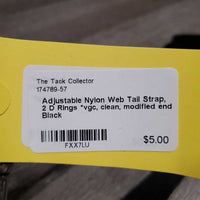 The Tack Collector
174789-57
Adjustable Nylon Web Tail Strap,
2 D Rings *vgc, clean, modified end
Black
$5.00
FXX7LU